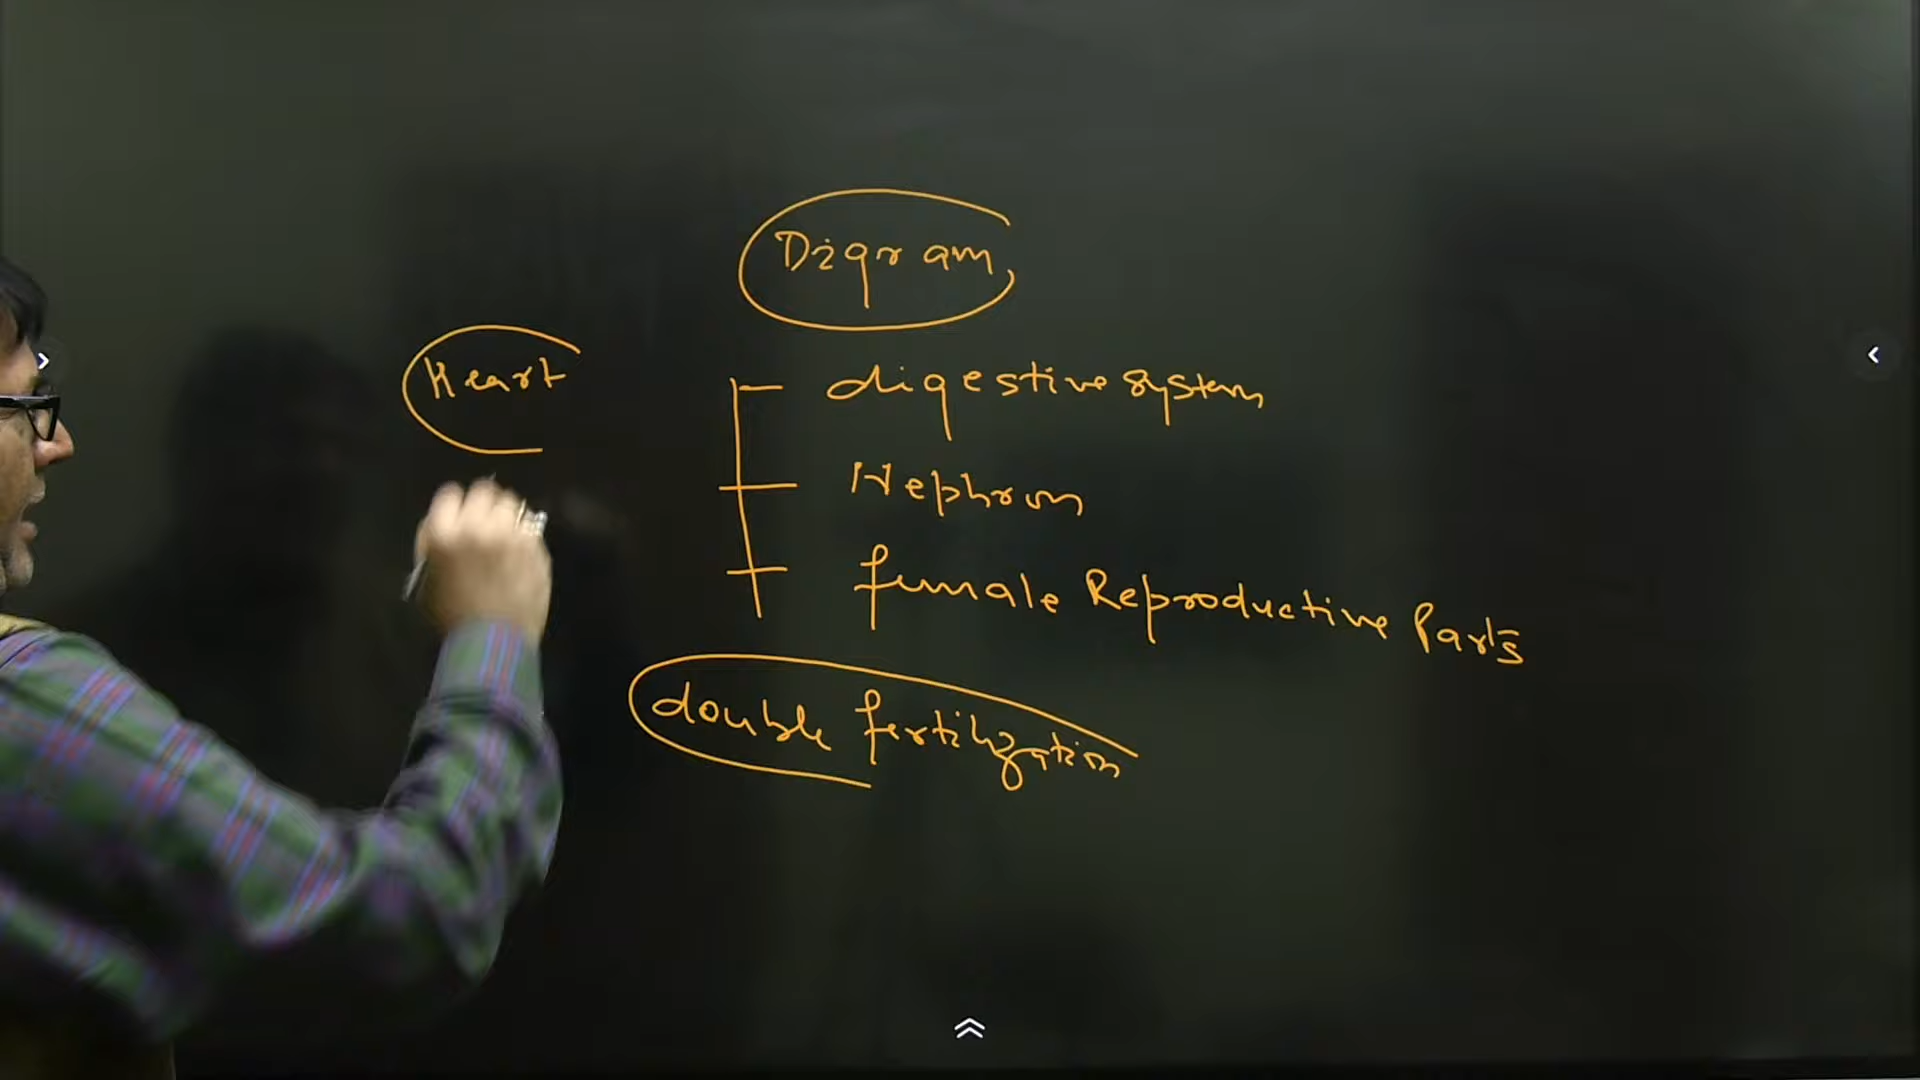 Diagram
Heart
digestive system
Nephron
female Reproductive Parts
double fertilization